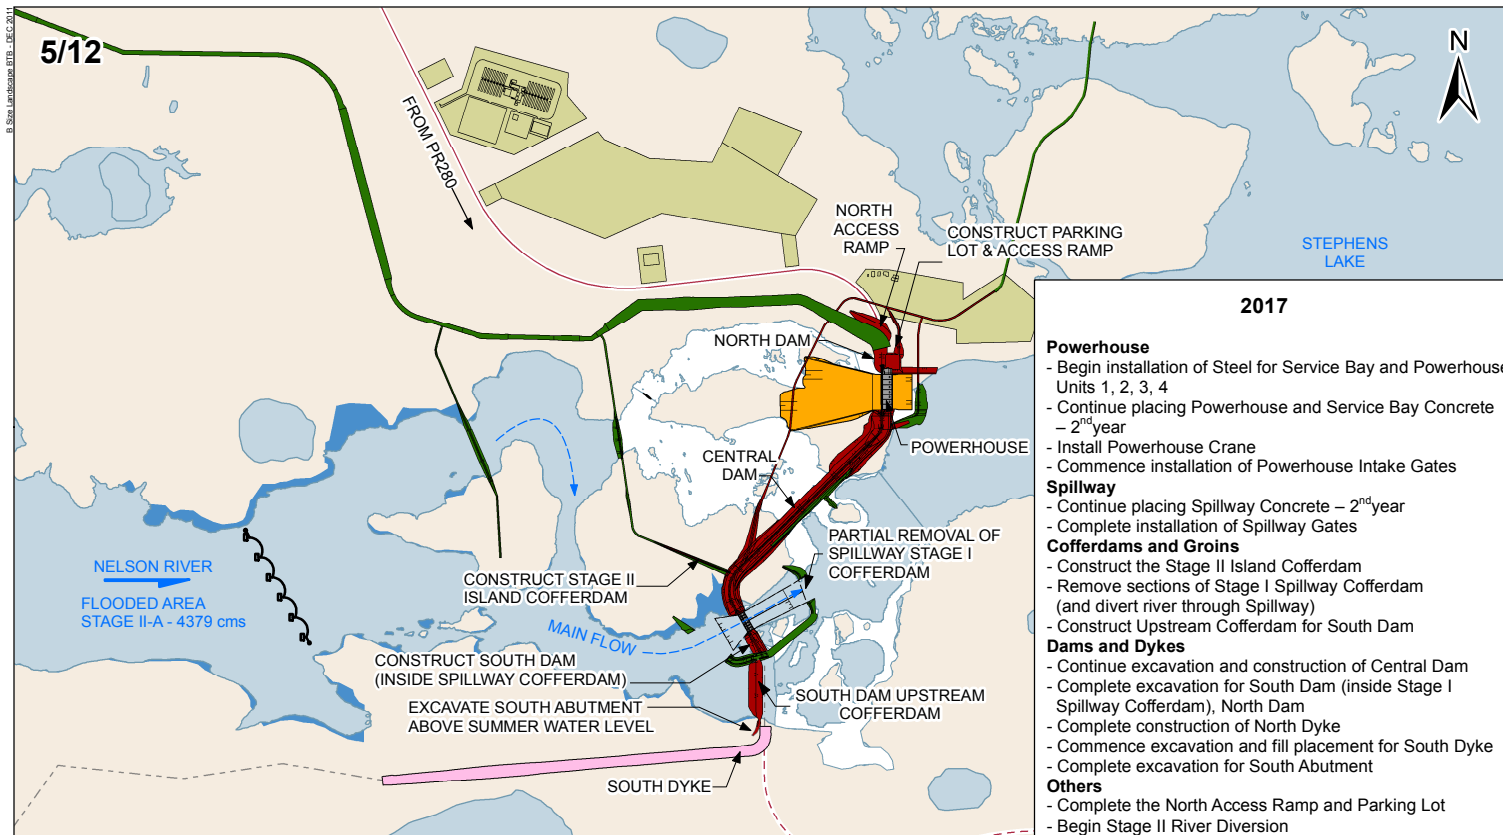 B Size Landscape BTB - DEC 2011
5/12
N
FROM PR280
NORTH
ACCESS
RAMP
CONSTRUCT PARKING
LOT & ACCESS RAMP
STEPHENS
LAKE
NORTH DAM
POWERHOUSE
CENTRAL
DAM
PARTIAL REMOVAL OF
SPILLWAY STAGE I
COFFERDAM
NELSON RIVER
FLOODED AREA
STAGE II-A - 4379 cms
CONSTRUCT STAGE II
ISLAND COFFERDAM
MAIN FLOW
CONSTRUCT SOUTH DAM
(INSIDE SPILLWAY COFFERDAM)
EXCAVATE SOUTH ABUTMENT
ABOVE SUMMER WATER LEVEL
SOUTH DAM UPSTREAM
COFFERDAM
SOUTH DYKE
2017
Powerhouse
- Begin installation of Steel for Service Bay and Powerhouse
Units 1, 2, 3, 4
- Continue placing Powerhouse and Service Bay Concrete
– 2nd year
- Install Powerhouse Crane
- Commence installation of Powerhouse Intake Gates
Spillway
- Continue placing Spillway Concrete – 2nd year
- Complete installation of Spillway Gates
Cofferdams and Groins
- Construct the Stage II Island Cofferdam
- Remove sections of Stage I Spillway Cofferdam
(and divert river through Spillway)
- Construct Upstream Cofferdam for South Dam
Dams and Dykes
- Continue excavation and construction of Central Dam
- Complete excavation for South Dam (inside Stage I
Spillway Cofferdam), North Dam
- Complete construction of North Dyke
- Commence excavation and fill placement for South Dyke
- Complete excavation for South Abutment
Others
- Complete the North Access Ramp and Parking Lot
- Begin Stage II River Diversion